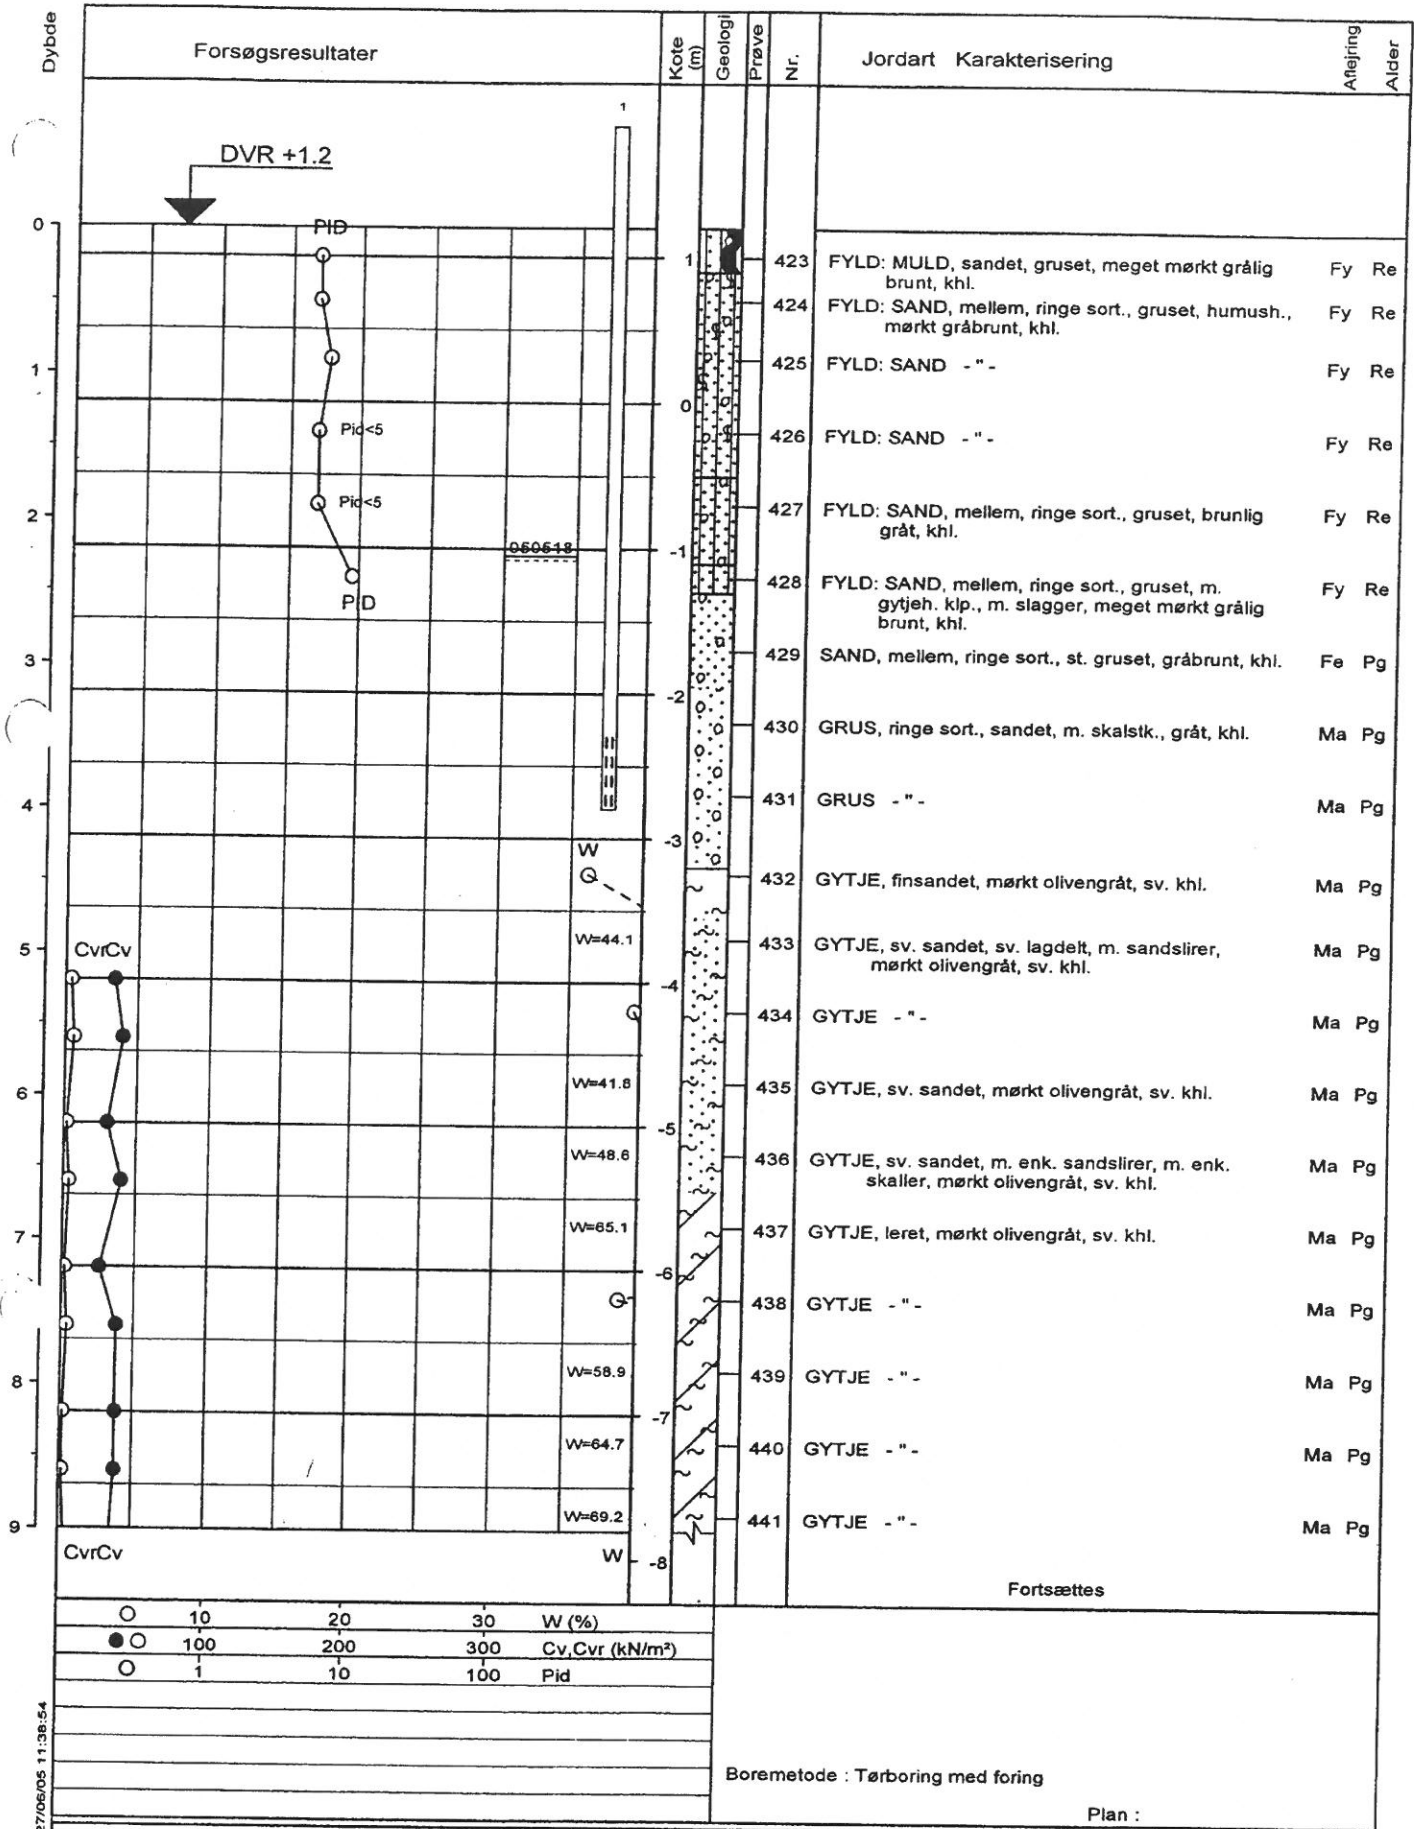 Dybde
Forsøgsresultater
Kote (m)
Geologi
Prøve
Nr.
Jordart Karakterisering
Aflejring
Alder
1
DVR +1.2
0
PID
1
423 FYLD: MULD, sandet, gruset, meget mørkt grålig Fy Re
brunt, khl.
424 FYLD: SAND, mellem, ringe sort., gruset, humush., Fy Re
mørkt gråbrunt, khl.
1
425 FYLD: SAND - " - Fy Re
0
Pid<5
426 FYLD: SAND - " - Fy Re
Pid<5
2
427 FYLD: SAND, mellem, ringe sort., gruset, brunlig Fy Re
gråt, khl.
050518
-1
PID
428 FYLD: SAND, mellem, ringe sort., gruset, m. Fy Re
gytjeh. klp., m. slagger, meget mørkt grålig
brunt, khl.
3
429 SAND, mellem, ringe sort., st. gruset, gråbrunt, khl. Fe Pg
-2
430 GRUS, ringe sort., sandet, m. skalstk., gråt, khl. Ma Pg
4
431 GRUS - " - Ma Pg
-3
W
432 GYTJE, finsandet, mørkt olivengråt, sv. khl. Ma Pg
5
CvrCv
W=44.1
433 GYTJE, sv. sandet, sv. lagdelt, m. sandslirer, Ma Pg
mørkt olivengråt, sv. khl.
-4
434 GYTJE - " - Ma Pg
6
W=41.8
435 GYTJE, sv. sandet, mørkt olivengråt, sv. khl. Ma Pg
-5
W=48.6
436 GYTJE, sv. sandet, m. enk. sandslirer, m. enk. Ma Pg
skaller, mørkt olivengråt, sv. khl.
7
W=65.1
437 GYTJE, leret, mørkt olivengråt, sv. khl. Ma Pg
-6
438 GYTJE - " - Ma Pg
8
W=58.9
439 GYTJE - " - Ma Pg
-7
W=64.7
440 GYTJE - " - Ma Pg
9
W=69.2
441 GYTJE - " - Ma Pg
CvrCv
W
-8
Fortsættes
10 20 30 W (%)
100 200 300 Cv,Cvr (kN/m²)
1 10 100 Pid
27/06/05 11:38:54
Boremetode : Tørboring med foring
Plan :